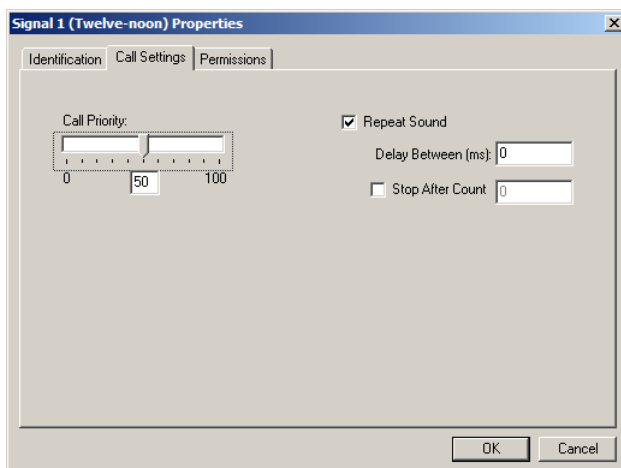 Signal 1 (Twelve-noon) Properties
Identification Call Settings Permissions
Call Priority:
0 50 100
Repeat Sound
Delay Between (ms): 0
Stop After Count 0
OK Cancel